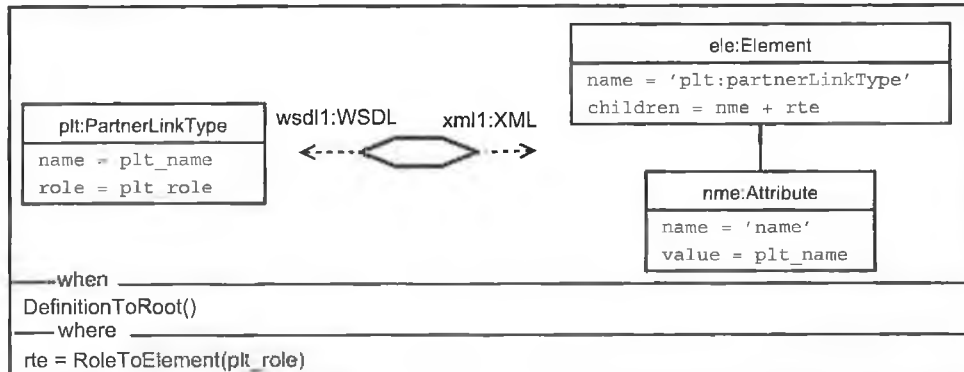 ele:Element
name = 'plt:partnerLinkType'
children = nme + rte
plt:PartnerLinkType
name = plt_name
role = plt_role
wsdl1:WSDL
xml1:XML
nme:Attribute
name = 'name'
value = plt_name
when
DefinitionToRoot()
where
rte = RoleToElement(plt_role)